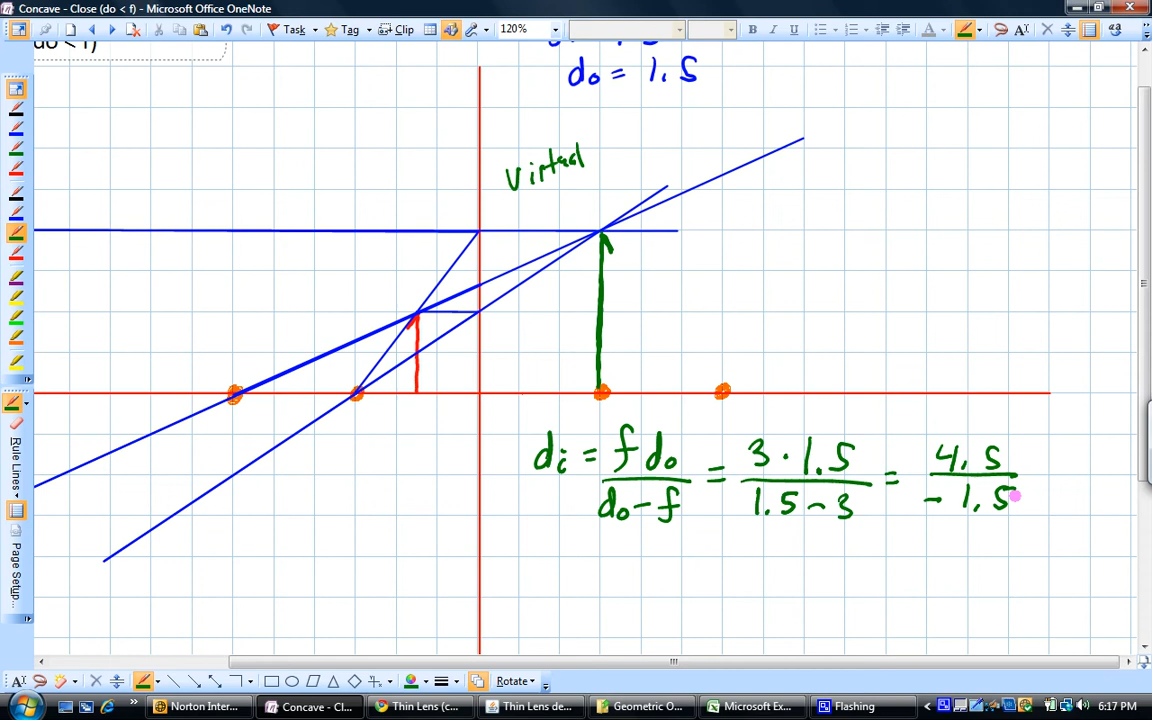 Concave - Close (do < f) - Microsoft Office OneNote
Task
Tag
Clip
120%
B I U
do < f)
do = 1.5
Virtual
di = f do / do - f = 3 · 1.5 / 1.5 - 3 = 4.5 / - 1.5
Rule Lines
Page Setup...
Rotate
Norton Inter...
Concave - Cl...
Thin Lens (c...
Thin Lens de...
Geometric O...
Microsoft Ex...
Flashing
6:17 PM